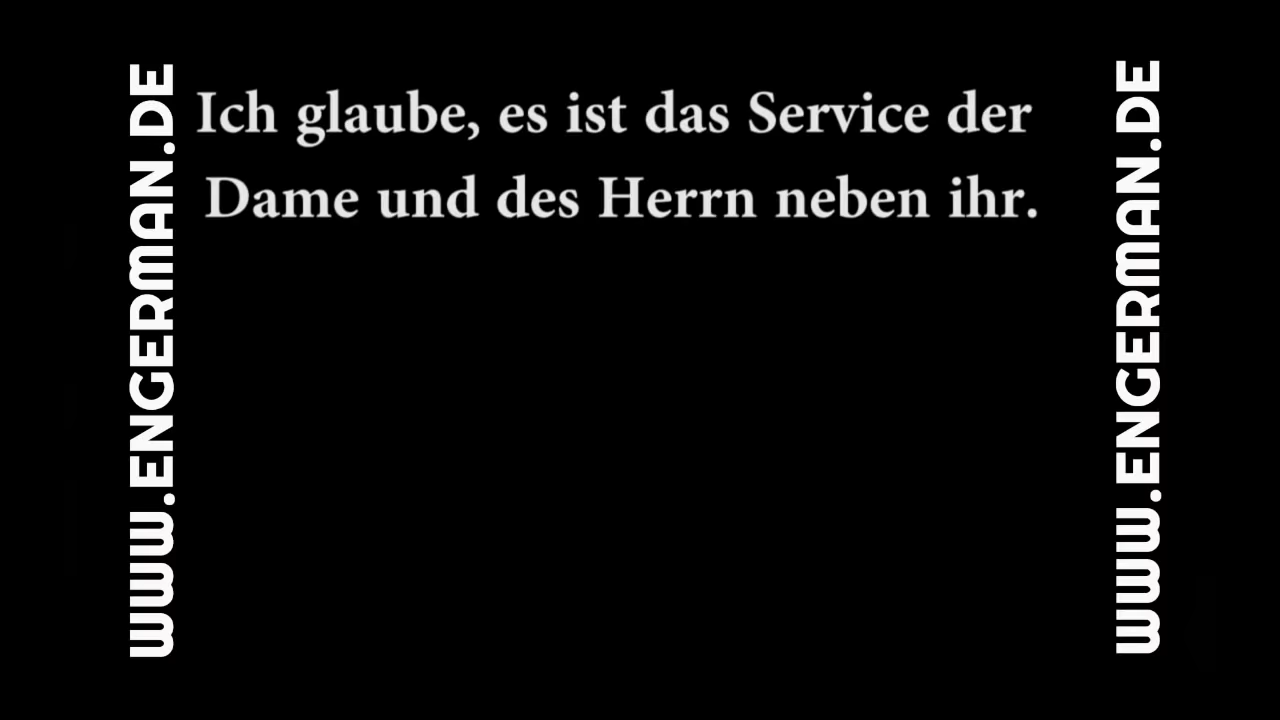 WWW.ENGERMAN.DE
Ich glaube, es ist das Service der
Dame und des Herrn neben ihr.
WWW.ENGERMAN.DE